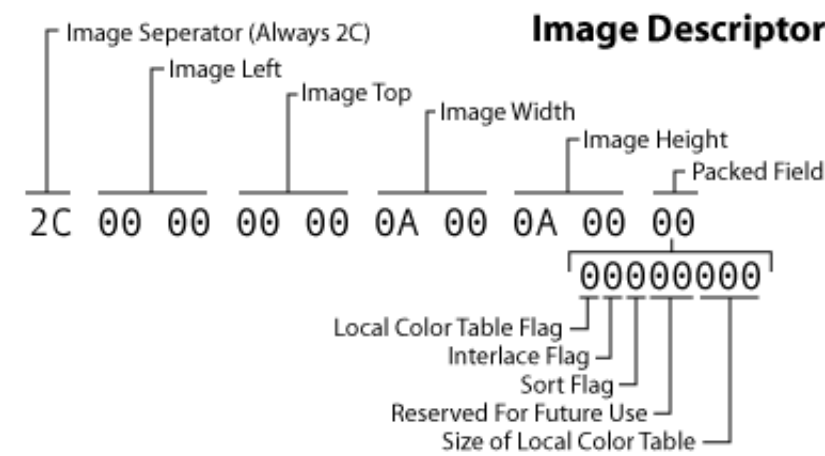 Image Descriptor
Image Seperator (Always 2C)
Image Left
Image Top
Image Width
Image Height
Packed Field
2C 00 00 00 00 0A 00 0A 00 00
00000000
Local Color Table Flag
Interlace Flag
Sort Flag
Reserved For Future Use
Size of Local Color Table